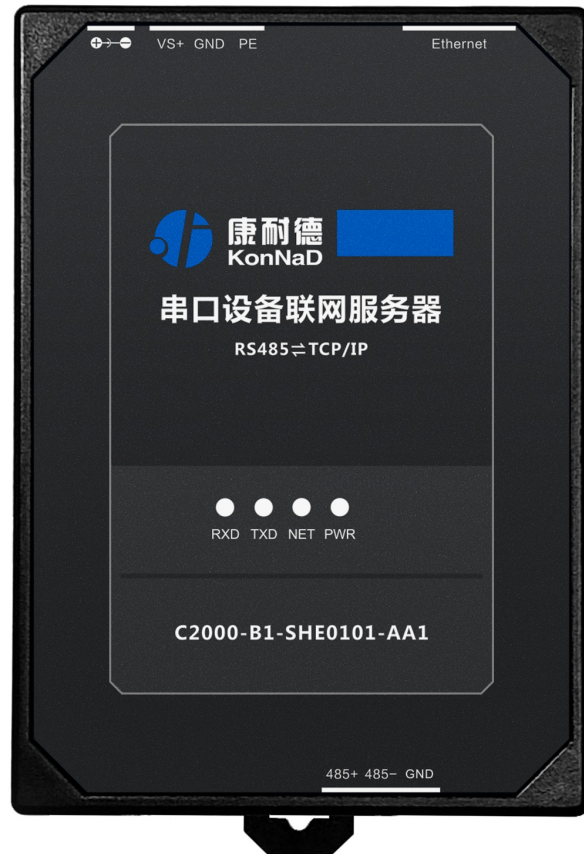 VS+ GND PE Ethernet
康耐德
KonNaD
串口设备联网服务器
RS485⇌TCP/IP
RXD TXD NET PWR
C2000-B1-SHE0101-AA1
485+ 485- GND